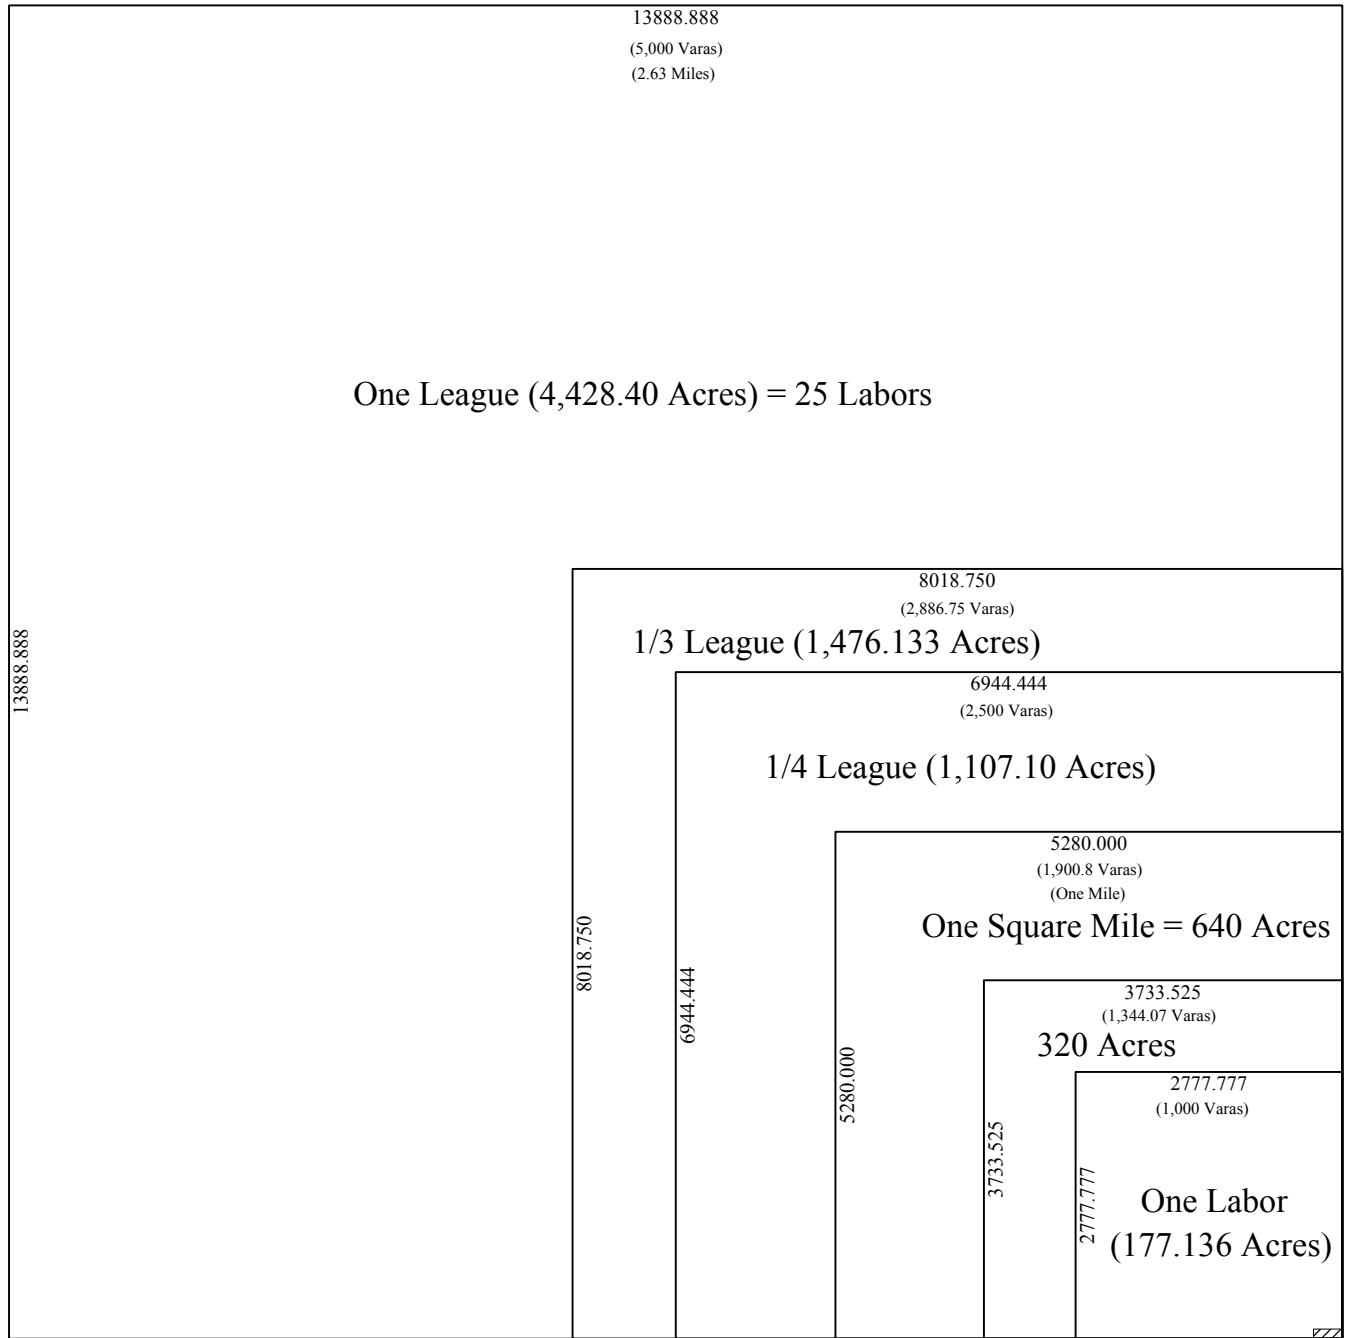 13888.888
(5,000 Varas)
(2.63 Miles)
One League (4,428.40 Acres) = 25 Labors
13888.888
8018.750
(2,886.75 Varas)
1/3 League (1,476.133 Acres)
8018.750
6944.444
(2,500 Varas)
1/4 League (1,107.10 Acres)
6944.444
5280.000
(1,900.8 Varas)
(One Mile)
One Square Mile = 640 Acres
5280.000
3733.525
(1,344.07 Varas)
320 Acres
3733.525
2777.777
(1,000 Varas)
2777.777
One Labor
(177.136 Acres)